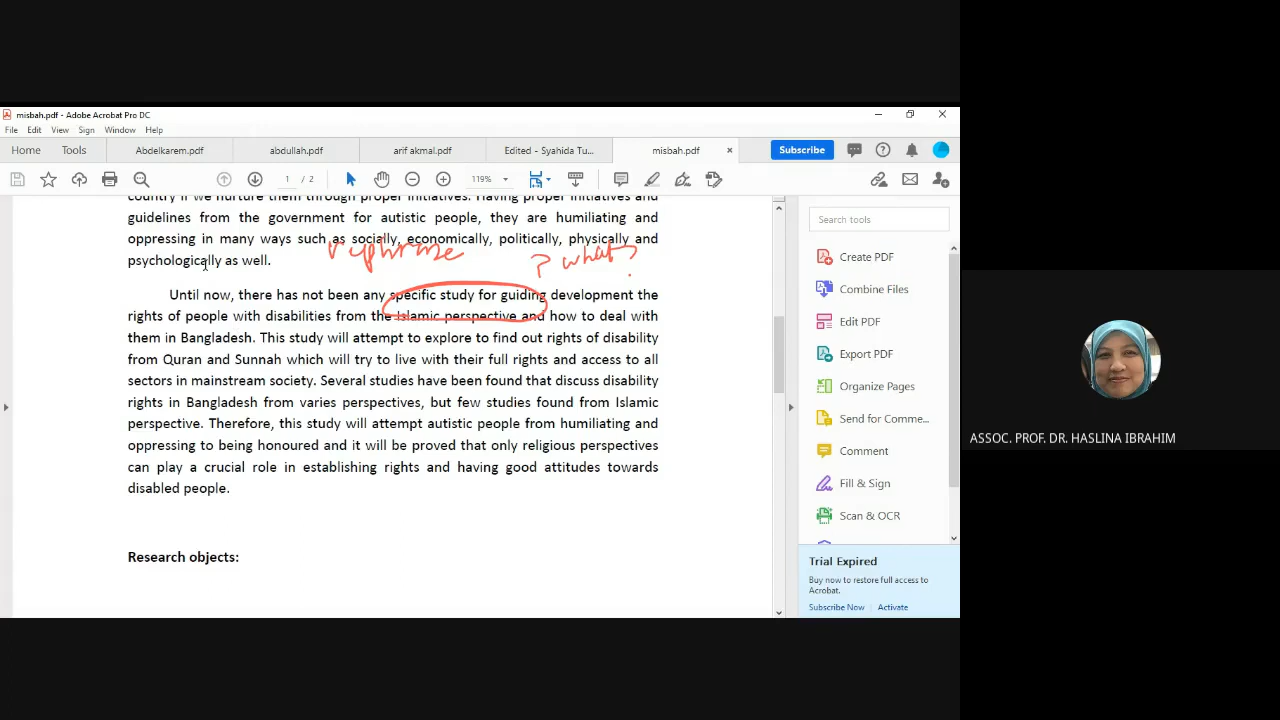 misbah.pdf - Adobe Acrobat Pro DC
File Edit View Sign Window Help
Home Tools Abdelkarem.pdf abdullah.pdf arif akmal.pdf Edited - Syahida Tu... misbah.pdf × Subscribe
1 / 2 119%
country if we nurture them through proper initiatives. Having proper initiatives and
guidelines from the government for autistic people, they are humiliating and
oppressing in many ways such as socially, economically, politically, physically and
rephrase
? what?
psychologically as well.
Until now, there has not been any specific study for guiding development the
rights of people with disabilities from the Islamic perspective and how to deal with
them in Bangladesh. This study will attempt to explore to find out rights of disability
from Quran and Sunnah which will try to live with their full rights and access to all
sectors in mainstream society. Several studies have been found that discuss disability
rights in Bangladesh from varies perspectives, but few studies found from Islamic
perspective. Therefore, this study will attempt autistic people from humiliating and
oppressing to being honoured and it will be proved that only religious perspectives
can play a crucial role in establishing rights and having good attitudes towards
disabled people.
Research objects:
Search tools
Create PDF
Combine Files
Edit PDF
Export PDF
Organize Pages
Send for Comme...
Comment
Fill & Sign
Scan & OCR
Trial Expired
Buy now to restore full access to
Acrobat.
Subscribe Now Activate
ASSOC. PROF. DR. HASLINA IBRAHIM